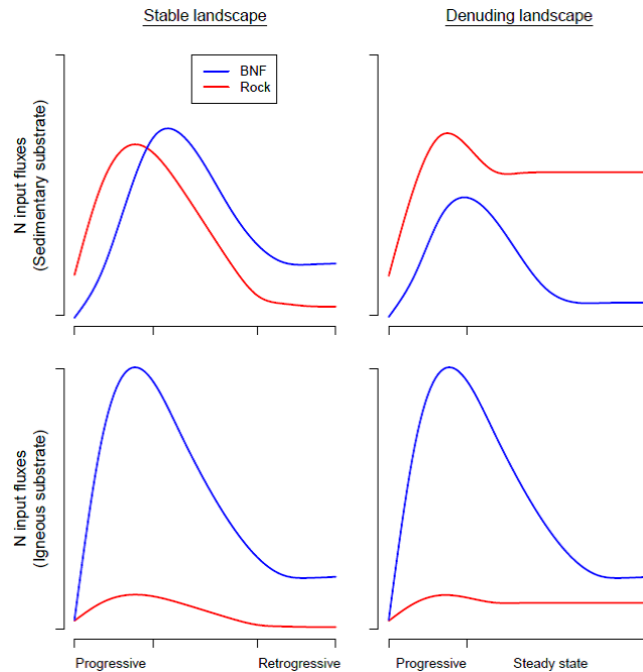 Stable landscape
Denuding landscape
BNF
Rock
N input fluxes
(Sedimentary substrate)
N input fluxes
(Igneous substrate)
Progressive
Retrogressive
Progressive
Steady state